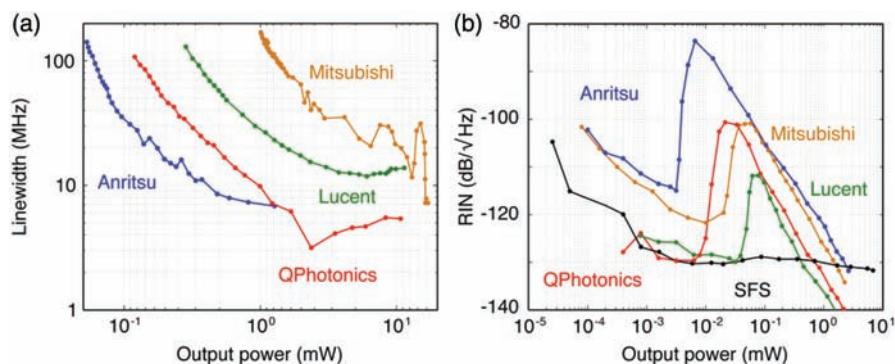 (a)
Linewidth (MHz)
100
10
1
10⁻¹
10⁰
10¹
Output power (mW)
Mitsubishi
Anritsu
Lucent
QPhotonics
(b)
RIN (dB/√Hz)
-80
-100
-120
-140
10⁻⁵
10⁻⁴
10⁻³
10⁻²
10⁻¹
10⁰
10¹
Output power (mW)
Anritsu
Mitsubishi
Lucent
QPhotonics
SFS